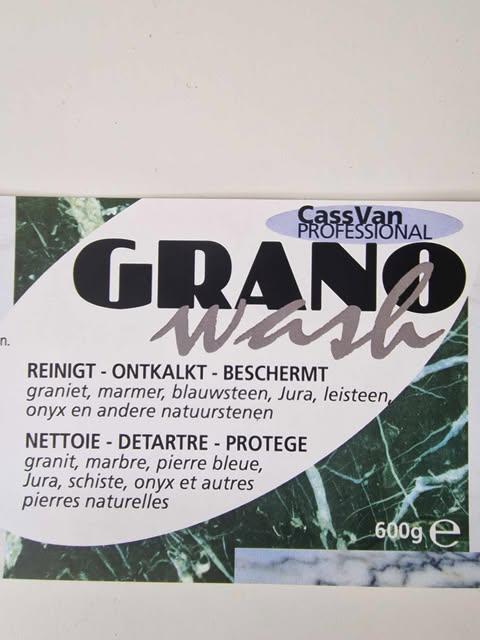 CassVan
PROFESSIONAL
GRANO
wash
n.
REINIGT - ONTKALKT - BESCHERMT
graniet, marmer, blauwsteen, Jura, leisteen,
onyx en andere natuurstenen
NETTOIE - DETARTRE - PROTEGE
granit, marbre, pierre bleue,
Jura, schiste, onyx et autres
pierres naturelles
600g ℮